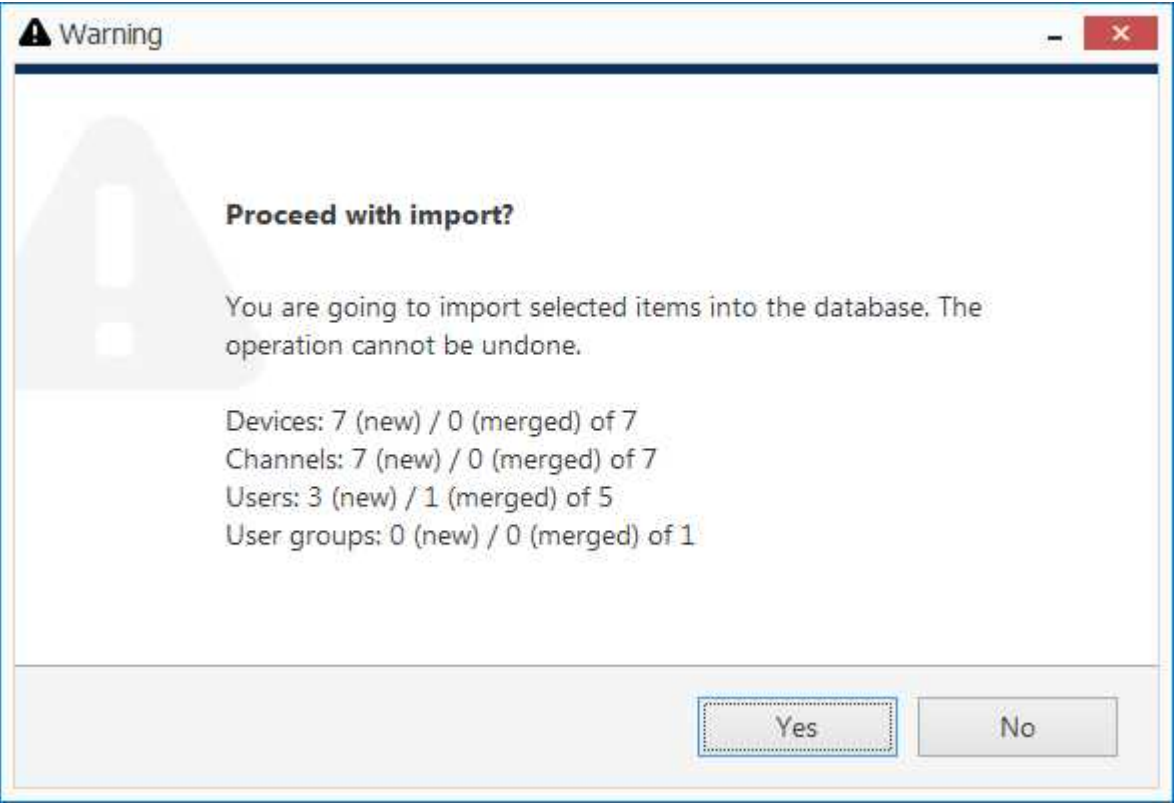 Warning
Proceed with import?
You are going to import selected items into the database. The
operation cannot be undone.
Devices: 7 (new) / 0 (merged) of 7
Channels: 7 (new) / 0 (merged) of 7
Users: 3 (new) / 1 (merged) of 5
User groups: 0 (new) / 0 (merged) of 1
Yes No